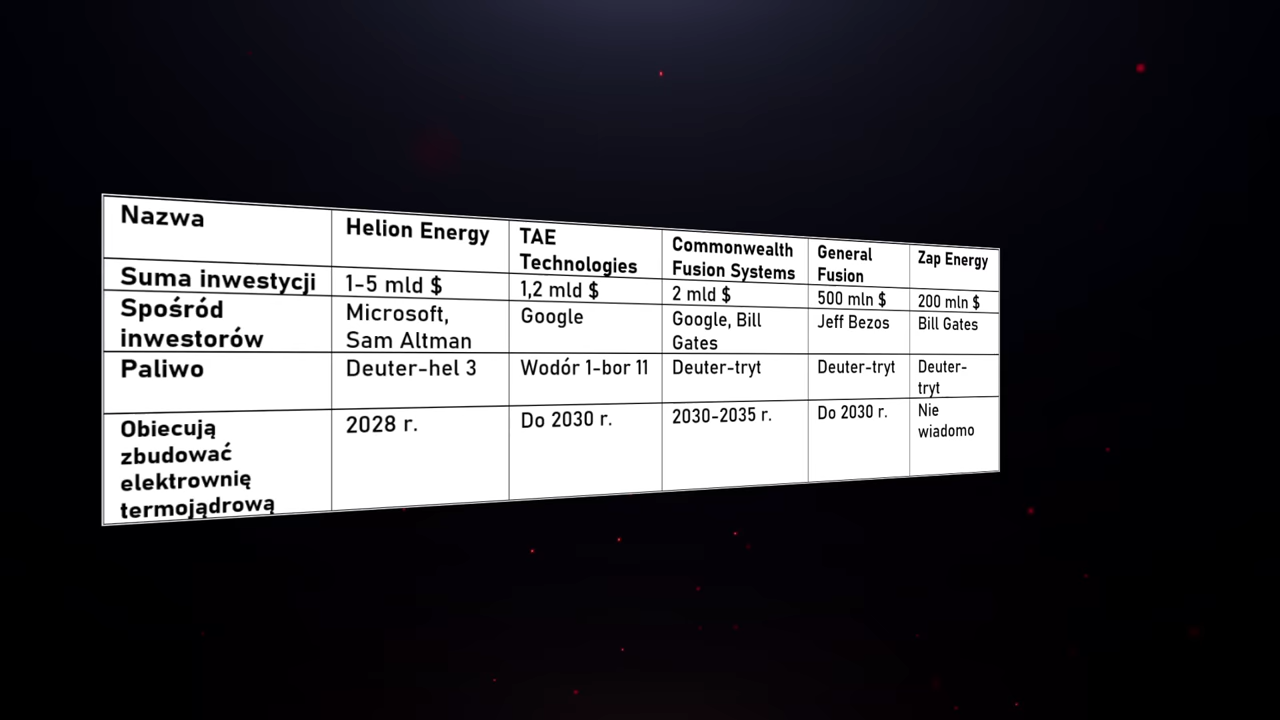 Nazwa
Helion Energy
TAE
Technologies
Commonwealth
Fusion Systems
General
Fusion
Zap Energy
Suma inwestycji
1-5 mld $
1,2 mld $
2 mld $
500 mln $
200 mln $
Spośród
inwestorów
Microsoft,
Sam Altman
Google
Google, Bill
Gates
Jeff Bezos
Bill Gates
Paliwo
Deuter-hel 3
Wodór 1-bor 11
Deuter-tryt
Deuter-tryt
Deuter-
tryt
Obiecują
zbudować
elektrownię
termojądrową
2028 r.
Do 2030 r.
2030-2035 r.
Do 2030 r.
Nie
wiadomo